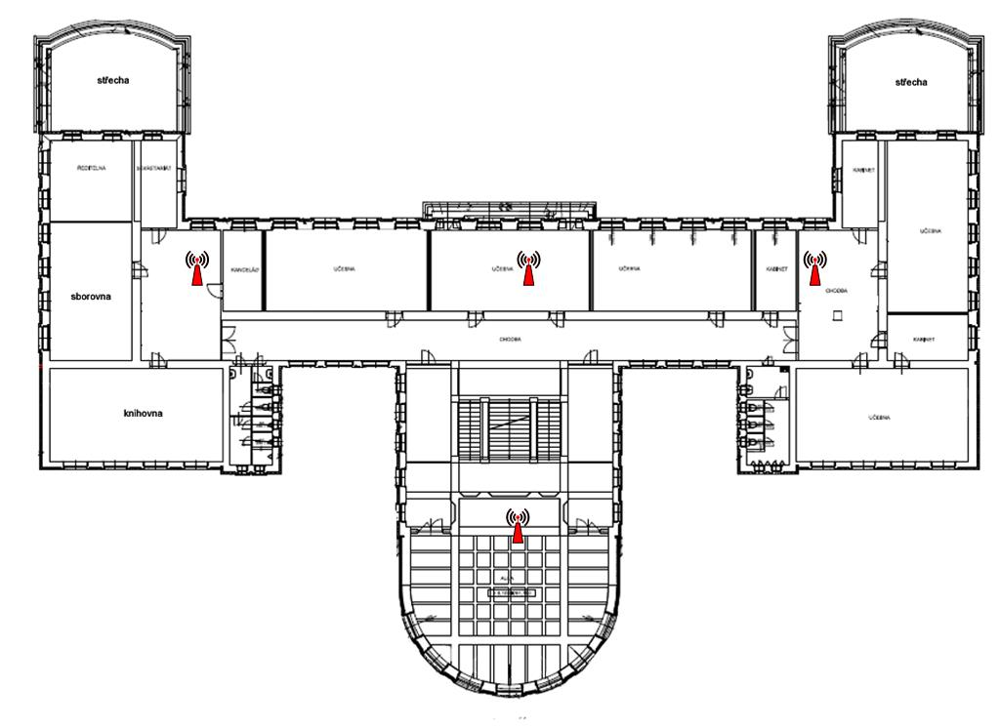 střecha
střecha
ŘEDITELNA
SEKRETARIÁT
KABINET
UČEBNA
KANCELÁŘ
UČEBNA
UČEBNA
UČEBNA
KABINET
sborovna
CHODBA
CHODBA
KABINET
knihovna
UČEBNA
AULA